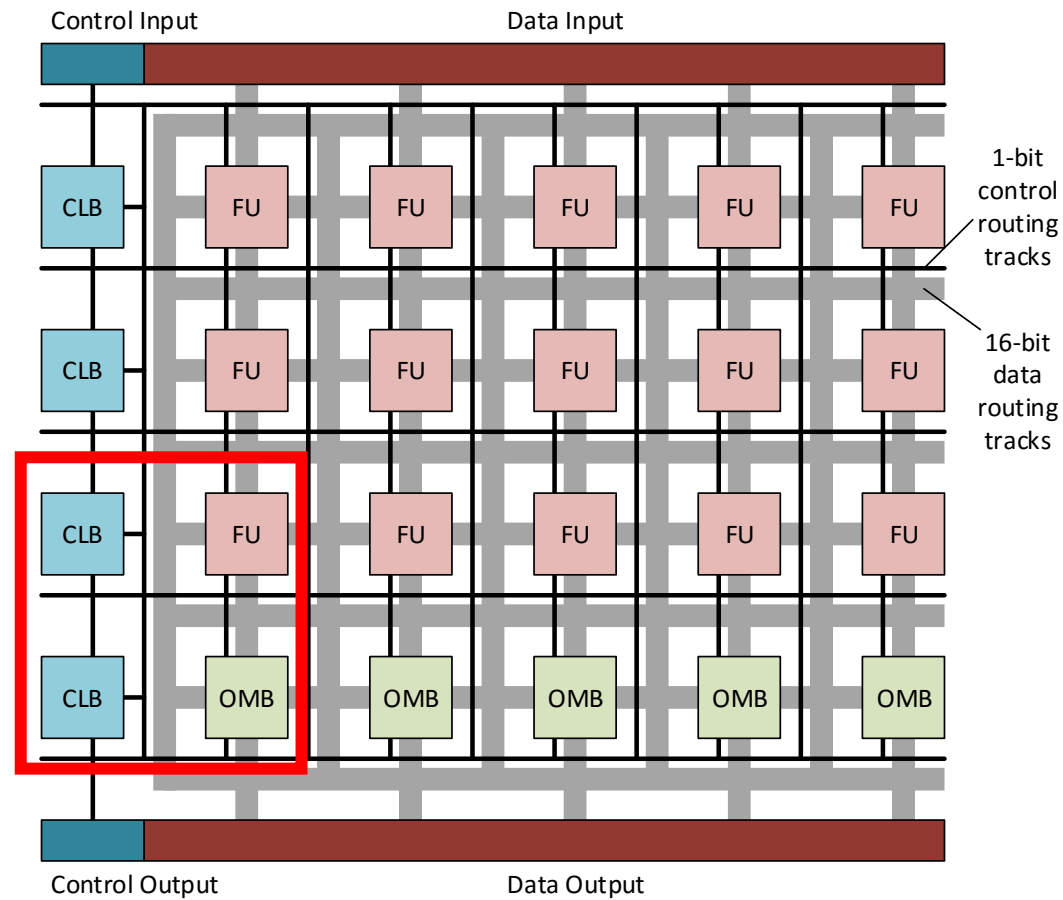 Control Input
Data Input
CLB FU FU FU FU FU
1-bit
control
routing
tracks
CLB FU FU FU FU FU
16-bit
data
routing
tracks
CLB FU FU FU FU FU
CLB OMB OMB OMB OMB OMB
Control Output
Data Output